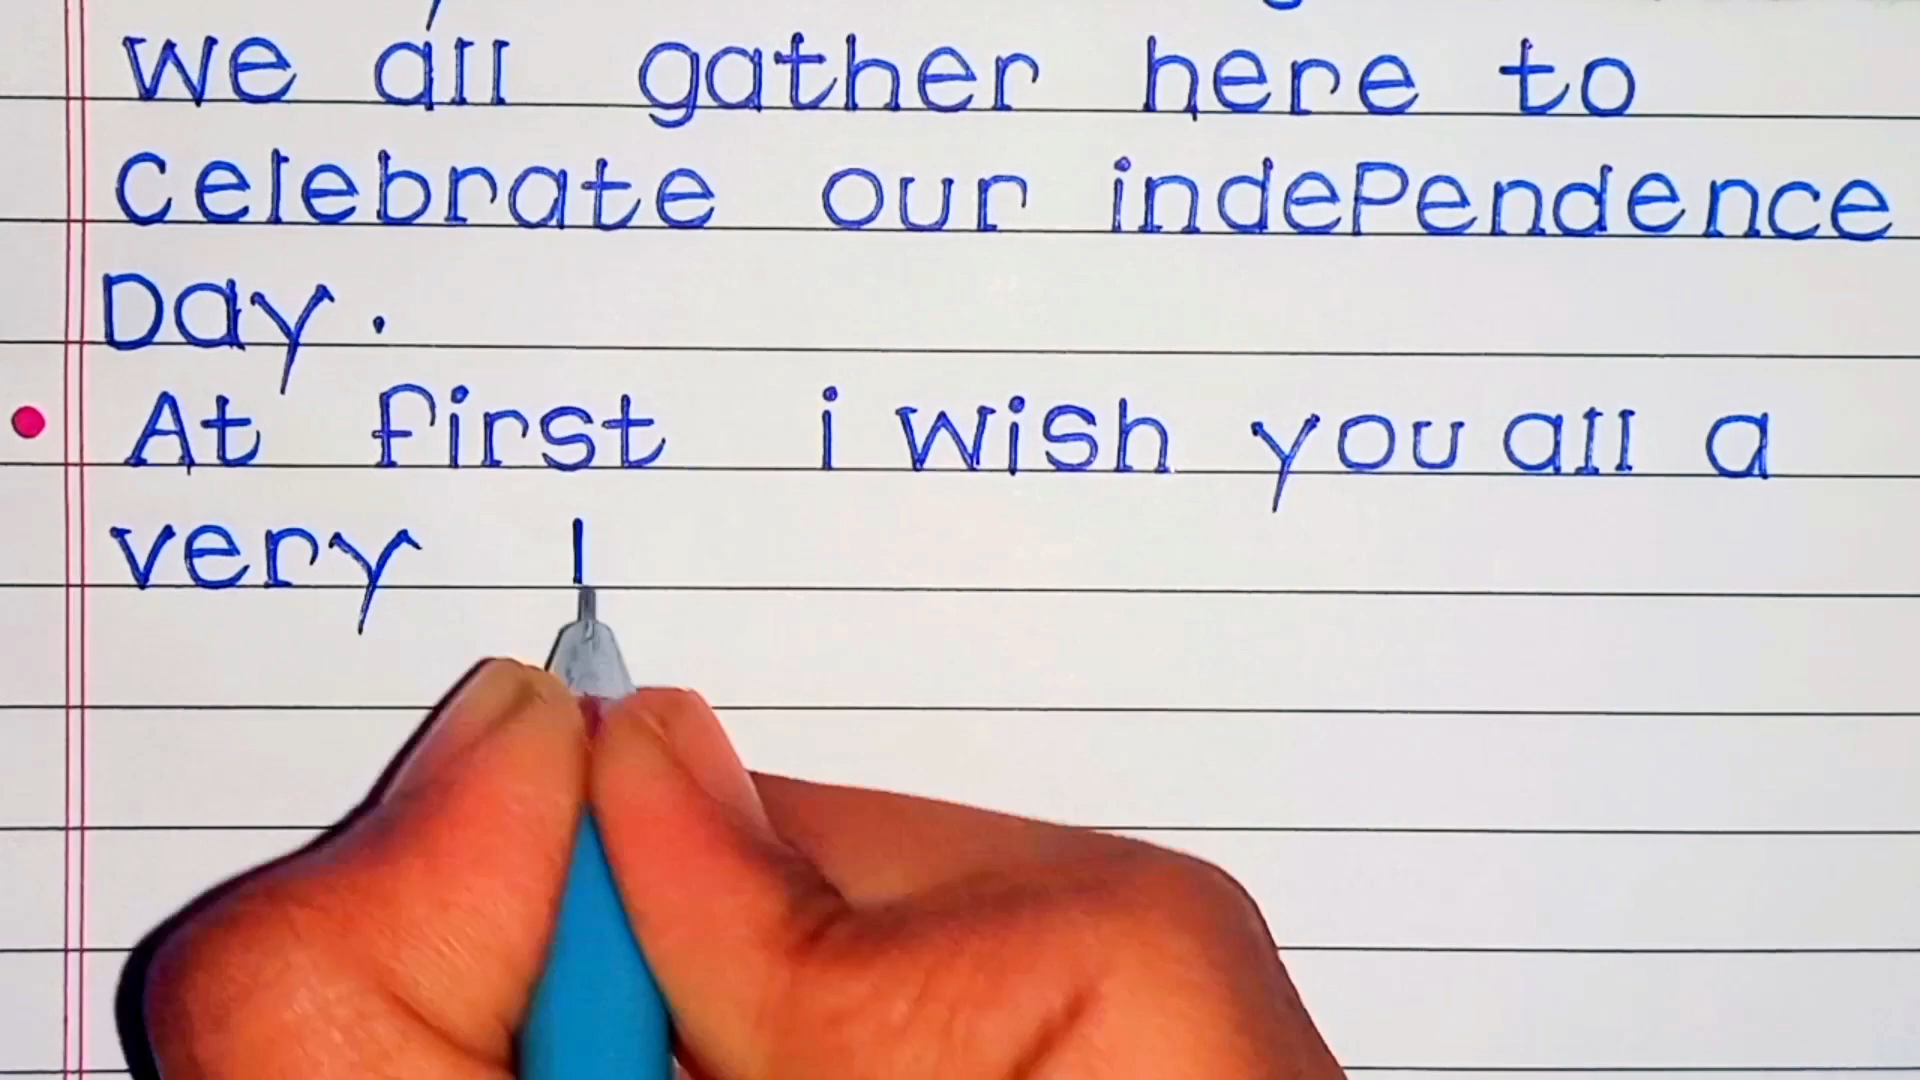 we all gather here to
celebrate our indePendence
Day.
At first i wish you all a
very